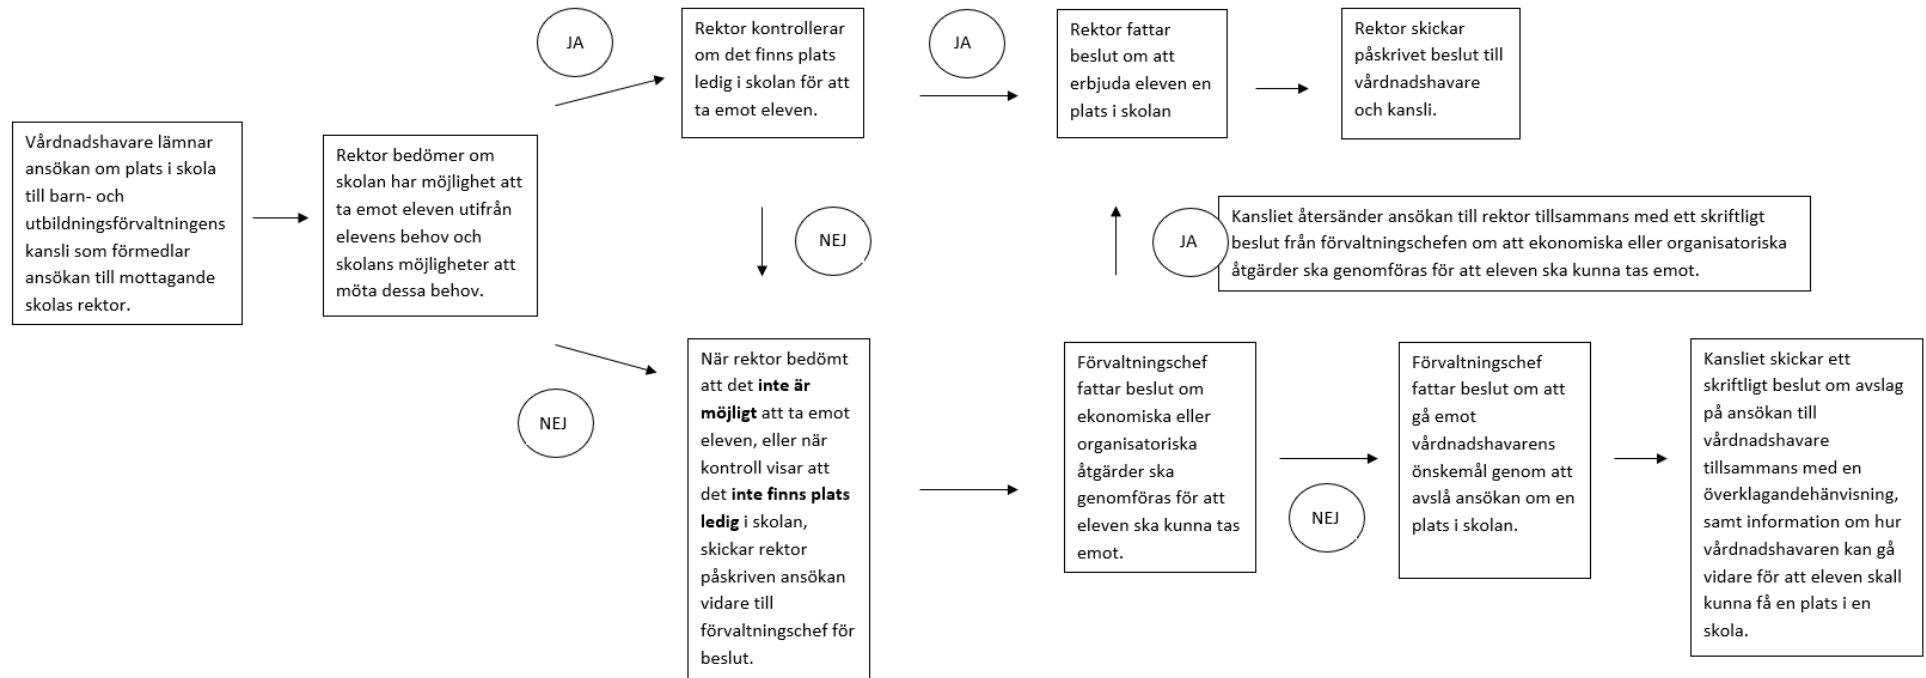 Vårdnadshavare lämnar
ansökan om plats i skola
till barn- och
utbildningsförvaltningens
kansli som förmedlar
ansökan till mottagande
skolas rektor.
Rektor bedömer om
skolan har möjlighet att
ta emot eleven utifrån
elevens behov och
skolans möjligheter att
möta dessa behov.
JA
Rektor kontrollerar
om det finns plats
ledig i skolan för att
ta emot eleven.
JA
Rektor fattar
beslut om att
erbjuda eleven en
plats i skolan
Rektor skickar
påskrivet beslut till
vårdnadshavare
och kansli.
NEJ
JA
Kansliet återsänder ansökan till rektor tillsammans med ett skriftligt
beslut från förvaltningschefen om att ekonomiska eller organisatoriska
åtgärder ska genomföras för att eleven ska kunna tas emot.
NEJ
När rektor bedömt
att det inte är
möjligt att ta emot
eleven, eller när
kontroll visar att
det inte finns plats
ledig i skolan,
skickar rektor
påskriven ansökan
vidare till
förvaltningschef för
beslut.
Förvaltningschef
fattar beslut om
ekonomiska eller
organisatoriska
åtgärder ska
genomföras för att
eleven ska kunna tas
emot.
NEJ
Förvaltningschef
fattar beslut om att
gå emot
vårdnadshavarens
önskemål genom att
avslå ansökan om en
plats i skolan.
Kansliet skickar ett
skriftligt beslut om avslag
på ansökan till
vårdnadshavare
tillsammans med en
överklagandehänvisning,
samt information om hur
vårdnadshavaren kan gå
vidare för att eleven skall
kunna få en plats i en
skola.